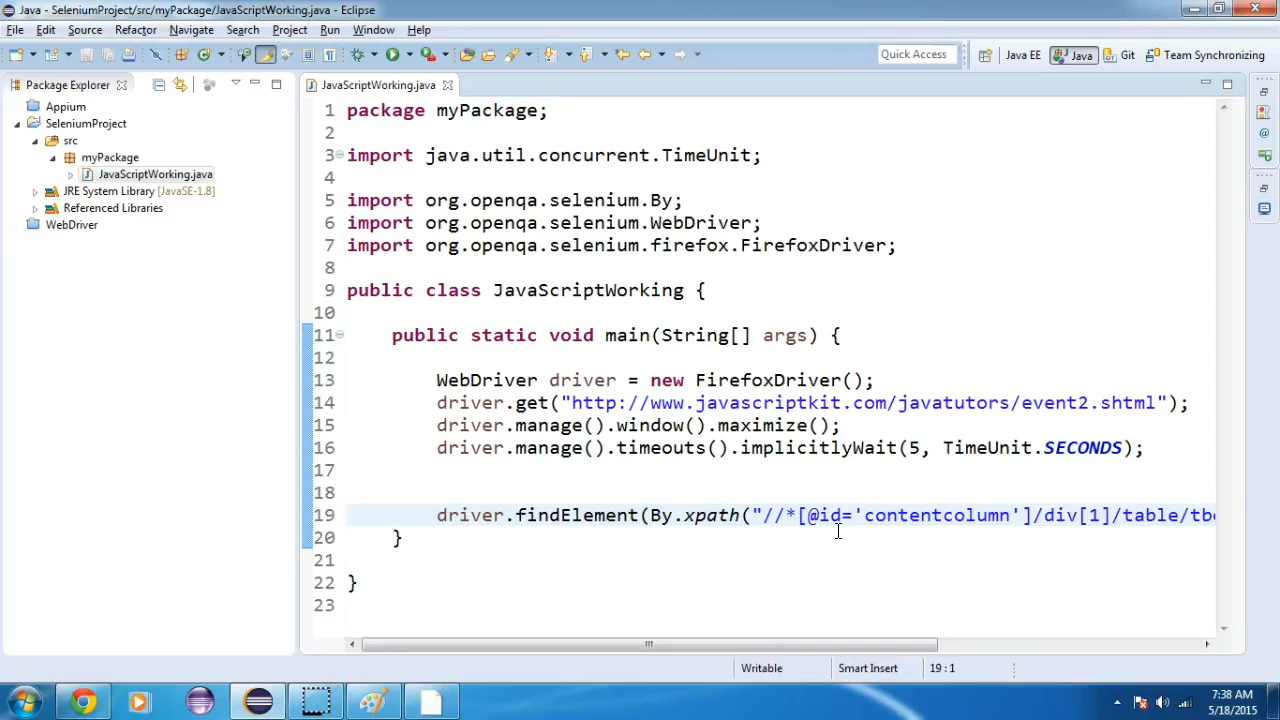 Java - SeleniumProject/src/myPackage/JavaScriptWorking.java - Eclipse
File Edit Source Refactor Navigate Search Project Run Window Help
Quick Access
Java EE
Java
Git
Team Synchronizing
Package Explorer
Appium
SeleniumProject
src
myPackage
JavaScriptWorking.java
JRE System Library [JavaSE-1.8]
Referenced Libraries
WebDriver
JavaScriptWorking.java
1 package myPackage;
2
3 import java.util.concurrent.TimeUnit;
4
5 import org.openqa.selenium.By;
6 import org.openqa.selenium.WebDriver;
7 import org.openqa.selenium.firefox.FirefoxDriver;
8
9 public class JavaScriptWorking {
10
11 public static void main(String[] args) {
12
13 WebDriver driver = new FirefoxDriver();
14 driver.get("http://www.javascriptkit.com/javatutors/event2.shtml");
15 driver.manage().window().maximize();
16 driver.manage().timeouts().implicitlyWait(5, TimeUnit.SECONDS);
17
18
19 driver.findElement(By.xpath("//*[@id='contentcolumn']/div[1]/table/tb
20 }
21
22 }
23
Writable
Smart Insert
19 : 1
7:38 AM
5/18/2015